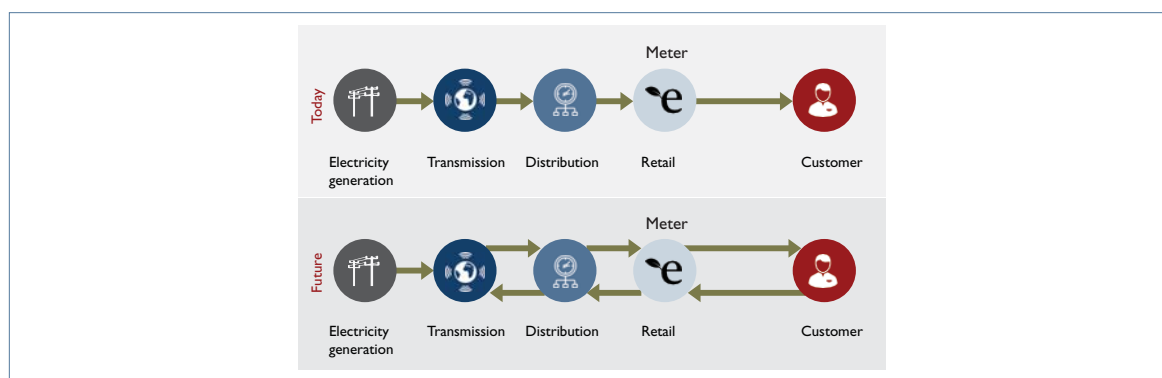 Meter
Today
e
Electricity
generation
Transmission
Distribution
Retail
Customer
Meter
Future
e
Electricity
generation
Transmission
Distribution
Retail
Customer